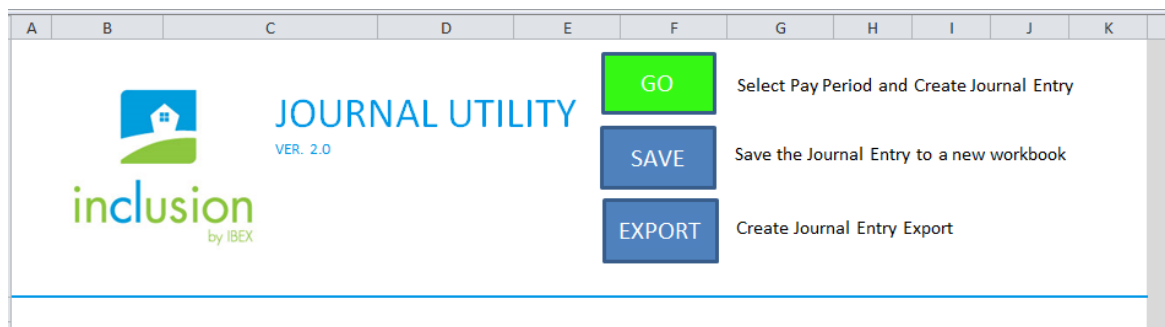 A B C D E F G H I J K
GO Select Pay Period and Create Journal Entry
JOURNAL UTILITY
VER. 2.0
SAVE Save the Journal Entry to a new workbook
inclusion
by IBEX
EXPORT Create Journal Entry Export